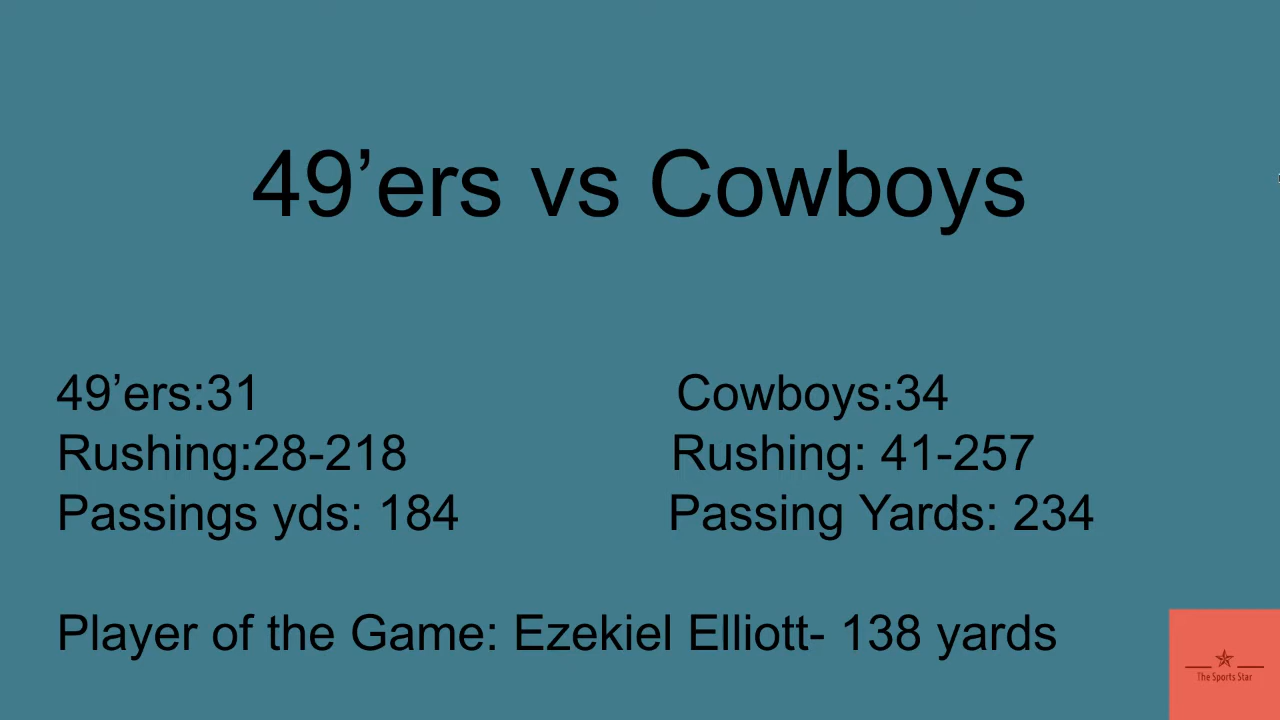 49’ers vs Cowboys
49’ers:31 Cowboys:34
Rushing:28-218 Rushing: 41-257
Passings yds: 184 Passing Yards: 234
Player of the Game: Ezekiel Elliott- 138 yards
The Sports Star